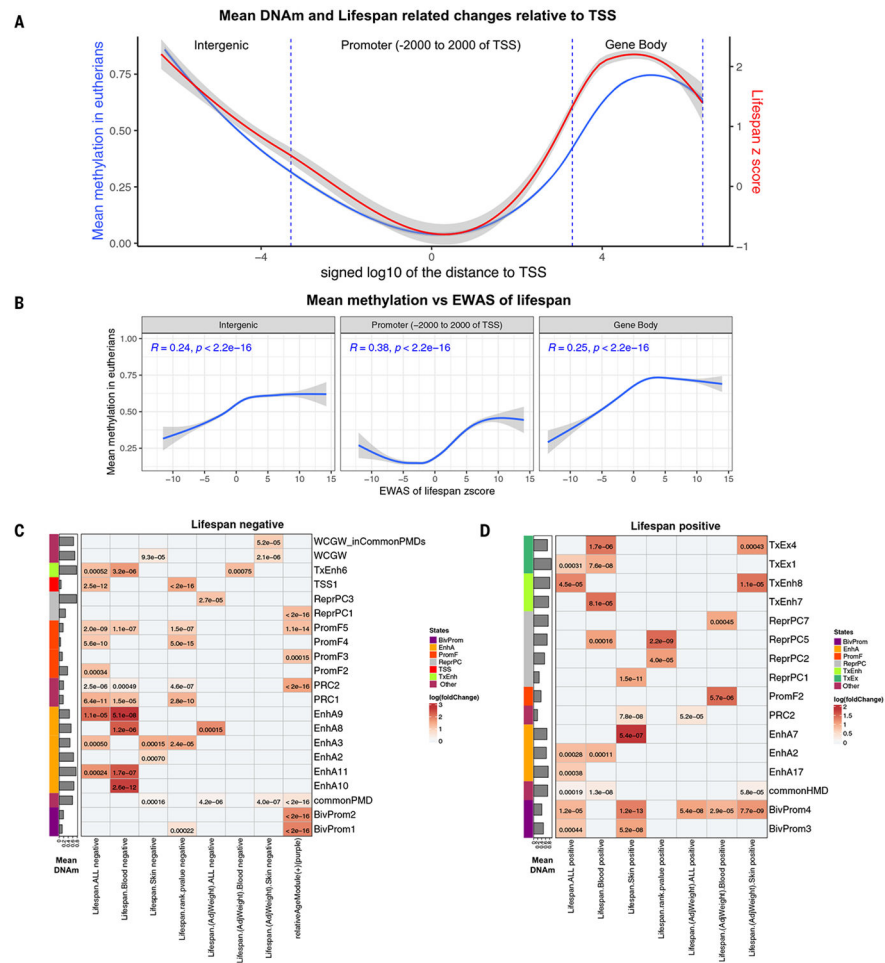 A
Mean DNAm and Lifespan related changes relative to TSS
Intergenic
Promoter (-2000 to 2000 of TSS)
Gene Body
Mean methylation in eutherians
0.75
0.50
0.25
0.00
2
1
0
−1
Lifespan z score
−4
0
4
signed log10 of the distance to TSS
B
Mean methylation vs EWAS of lifespan
Intergenic
Promoter (-2000 to 2000 of TSS)
Gene Body
Mean methylation in eutherians
1.00
0.75
0.50
0.25
R = 0.24, p < 2.2e−16
R = 0.38, p < 2.2e−16
R = 0.25, p < 2.2e−16
−10 −5 0 5 10 15
−10 −5 0 5 10 15
−10 −5 0 5 10 15
EWAS of lifespan zscore
C
Lifespan negative
5.2e−05 WCGW_inCommonPMDs
9.3e−05 2.1e−06 WCGW
0.00052 3.2e−06 0.00075 TxEnh6
2.5e−12 < 2e−16 TSS1
2.7e−05 ReprPC3
< 2e−16 ReprPC1
2.0e−09 1.1e−07 1.5e−07 1.1e−14 PromF5
5.6e−10 5.0e−15 PromF4
0.00015 PromF3
0.00034 PromF2
2.5e−06 0.00049 4.6e−07 < 2e−16 PRC2
6.4e−11 1.5e−05 2.8e−10 PRC1
1.1e−05 5.1e−08 EnhA9
1.2e−06 0.00015 EnhA8
0.00050 0.00015 2.4e−05 EnhA3
0.00070 EnhA2
0.00024 1.7e−07 EnhA11
2.6e−12 EnhA10
0.00016 4.2e−06 4.0e−07 < 2e−16 commonPMD
< 2e−16 BivProm2
0.00022 < 2e−16 BivProm1
Mean
DNAm
Lifespan.ALL negative
Lifespan.Blood negative
Lifespan.Skin negative
Lifespan.rank.pvalue negative
Lifespan.(AdjWeight).ALL negative
Lifespan.(AdjWeight).Blood negative
Lifespan.(AdjWeight).Skin negative
relativeAgeModule(+)(purple)
States
BivProm
EnhA
PromF
ReprPC
TSS
TxEnh
Other
log(foldChange)
3
2
1
0
D
Lifespan positive
1.7e−06 0.00043 TxEx4
0.00031 7.6e−08 TxEx1
4.5e−05 1.1e−05 TxEnh8
8.1e−05 TxEnh7
0.00045 ReprPC7
0.00016 2.2e−09 ReprPC5
4.0e−05 ReprPC2
1.5e−11 ReprPC1
5.7e−06 PromF2
7.8e−08 5.2e−05 PRC2
5.4e−07 EnhA7
0.00028 0.00011 EnhA2
0.00038 EnhA17
0.00019 1.3e−08 5.8e−05 commonHMD
1.2e−05 1.2e−13 5.4e−08 2.9e−05 7.7e−09 BivProm4
0.00044 5.2e−08 BivProm3
Mean
DNAm
Lifespan.ALL positive
Lifespan.Blood positive
Lifespan.Skin positive
Lifespan.rank.pvalue positive
Lifespan.(AdjWeight).ALL positive
Lifespan.(AdjWeight).Blood positive
Lifespan.(AdjWeight).Skin positive
States
BivProm
EnhA
PromF
ReprPC
TxEnh
TxEx
Other
log(foldChange)
2
1.5
1
0.5
0